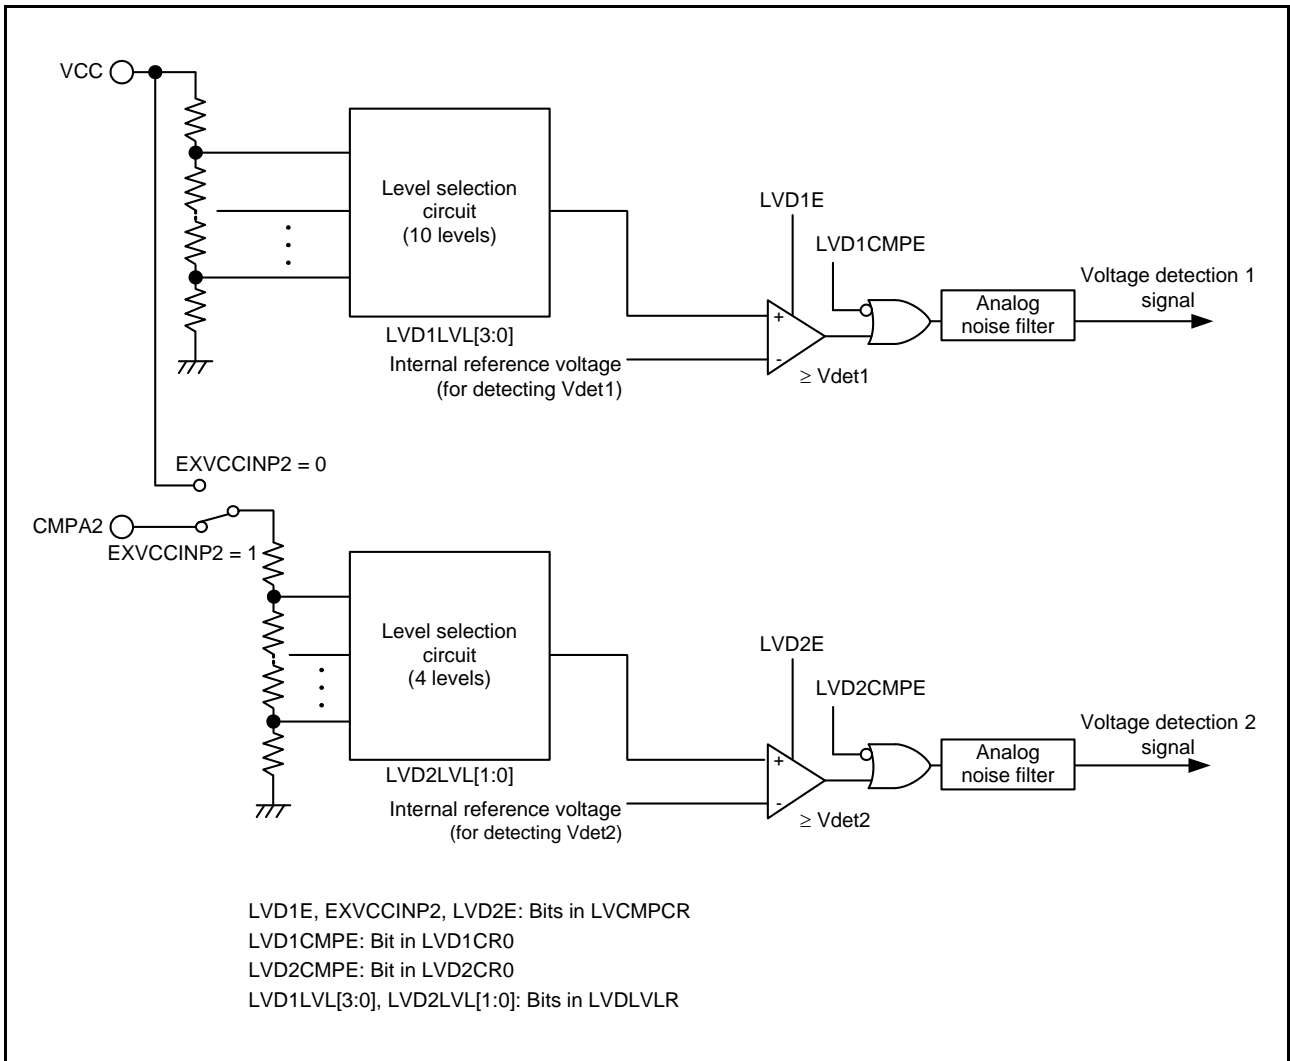 VCC
Level selection
circuit
(10 levels)
LVD1LVL[3:0]
Internal reference voltage
(for detecting Vdet1)
LVD1E
LVD1CMPE
+
-
≥ Vdet1
Analog
noise filter
Voltage detection 1
signal
EXVCCINP2 = 0
CMPA2
EXVCCINP2 = 1
Level selection
circuit
(4 levels)
LVD2LVL[1:0]
Internal reference voltage
(for detecting Vdet2)
LVD2E
LVD2CMPE
+
-
≥ Vdet2
Analog
noise filter
Voltage detection 2
signal
LVD1E, EXVCCINP2, LVD2E: Bits in LVCMPCR
LVD1CMPE: Bit in LVD1CR0
LVD2CMPE: Bit in LVD2CR0
LVD1LVL[3:0], LVD2LVL[1:0]: Bits in LVDLVLR